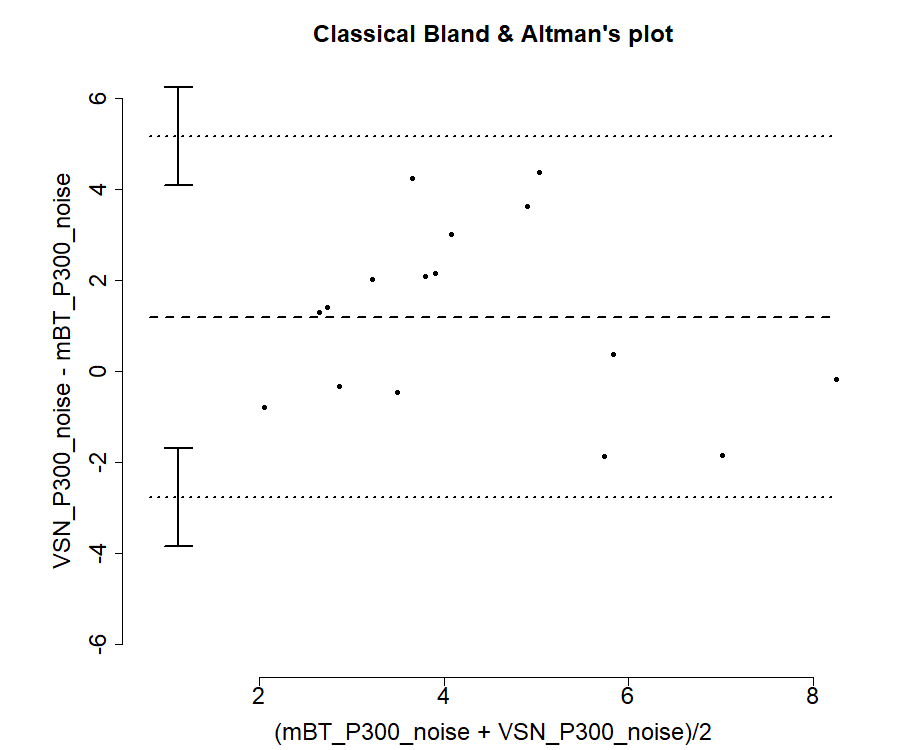 Classical Bland & Altman's plot
VSN_P300_noise - mBT_P300_noise
6
4
2
0
-2
-4
-6
2 4 6 8
(mBT_P300_noise + VSN_P300_noise)/2